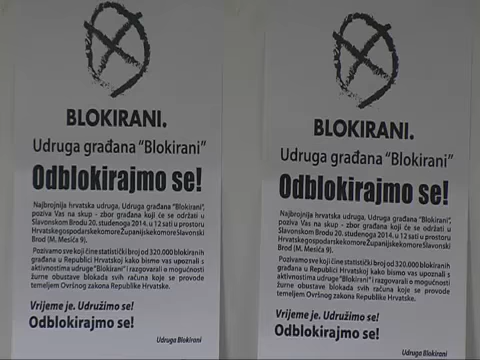 BLOKIRANI.
Udruga građana "Blokirani"
Odblokirajmo se!
Najbrojnija hrvatska udruga, Udruga građana "Blokirani",
poziva Vas na skup - zbor građana koji će se održati u
Slavonskom Brodu 20. studenoga 2014. u 12 sati u prostoru
Hrvatske gospodarske komore Županijske komore Slavonski
Brod (M. Mesića 9).
Pozivamo sve koji čine statistički broj od 320.000 blokiranih
građana u Republici Hrvatskoj kako bismo vas upoznali s
aktivnostima udruge "Blokirani" i razgovarali o mogućnosti
žurne obustave blokada svih računa koje se provode
temeljem Ovršnog zakona Republike Hrvatske.
Vrijeme je. Udružimo se!
Odblokirajmo se!
Udruga Blokirani
BLOKIRANI.
Udruga građana "Blokirani"
Odblokirajmo se!
Najbrojnija hrvatska udruga, Udruga građana "Blokirani",
poziva Vas na skup - zbor građana koji će se održati u
Slavonskom Brodu 20. studenoga 2014. u 12 sati u prostoru
Hrvatske gospodarske komore Županijske komore Slavonski
Brod (M. Mesića 9).
Pozivamo sve koji čine statistički broj od 320.000 blokiranih
građana u Republici Hrvatskoj kako bismo vas upoznali s
aktivnostima udruge "Blokirani" i razgovarali o mogućnosti
žurne obustave blokada svih računa koje se provode
temeljem Ovršnog zakona Republike Hrvatske.
Vrijeme je. Udružimo se!
Odblokirajmo se!
Udruga Blokirani